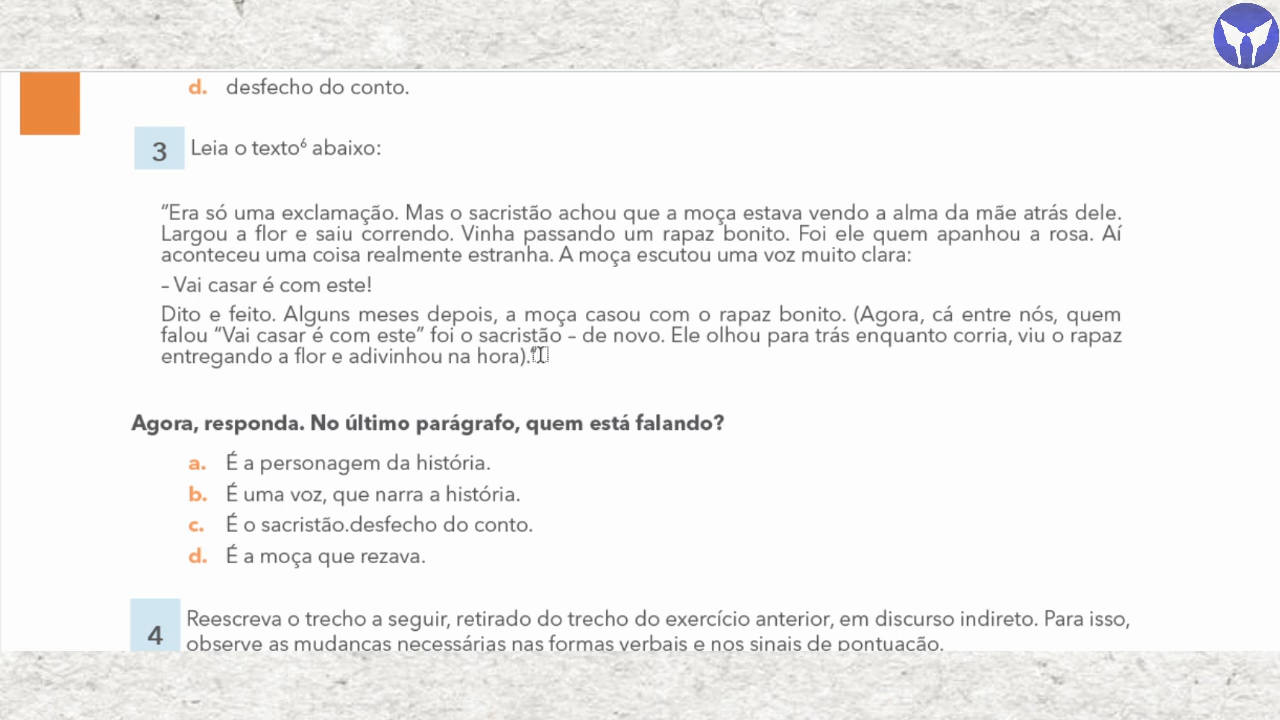 d. desfecho do conto.
3 Leia o texto⁶ abaixo:
“Era só uma exclamação. Mas o sacristão achou que a moça estava vendo a alma da mãe atrás dele.
Largou a flor e saiu correndo. Vinha passando um rapaz bonito. Foi ele quem apanhou a rosa. Aí
aconteceu uma coisa realmente estranha. A moça escutou uma voz muito clara:
– Vai casar é com este!
Dito e feito. Alguns meses depois, a moça casou com o rapaz bonito. (Agora, cá entre nós, quem
falou “Vai casar é com este” foi o sacristão – de novo. Ele olhou para trás enquanto corria, viu o rapaz
entregando a flor e adivinhou na hora).”
Agora, responda. No último parágrafo, quem está falando?
a. É a personagem da história.
b. É uma voz, que narra a história.
c. É o sacristão.desfecho do conto.
d. É a moça que rezava.
4 Reescreva o trecho a seguir, retirado do trecho do exercício anterior, em discurso indireto. Para isso,
observe as mudanças necessárias nas formas verbais e nos sinais de pontuação.